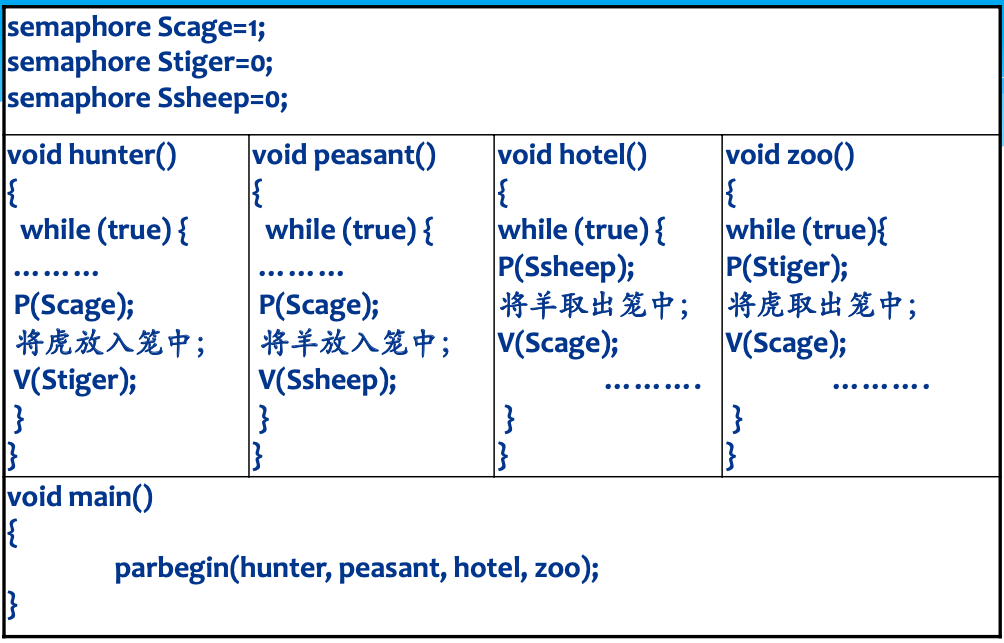 semaphore Scage=1;
semaphore Stiger=0;
semaphore Ssheep=0;
void hunter()
{
while (true) {
………
P(Scage);
将虎放入笼中；
V(Stiger);
}
}
void peasant()
{
while (true) {
………
P(Scage);
将羊放入笼中；
V(Ssheep);
}
}
void hotel()
{
while (true) {
P(Ssheep);
将羊取出笼中；
V(Scage);
……….
}
}
void zoo()
{
while (true){
P(Stiger);
将虎取出笼中；
V(Scage);
……….
}
}
void main()
{
parbegin(hunter, peasant, hotel, zoo);
}